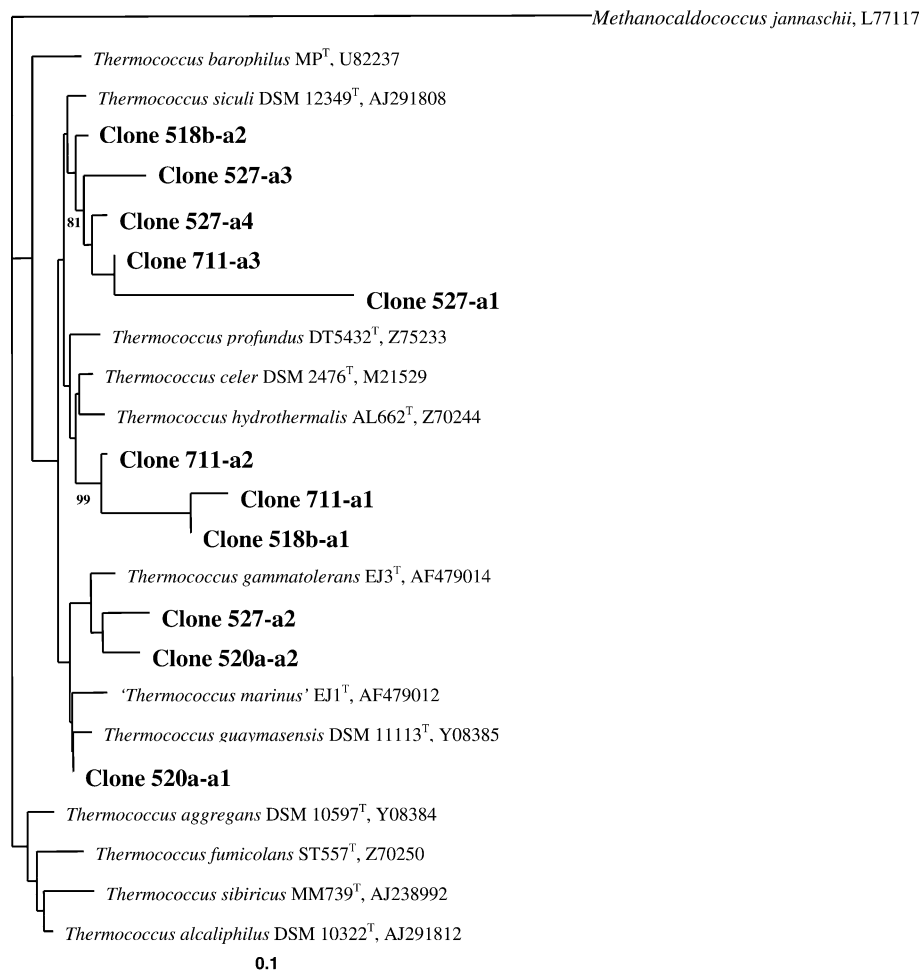 Methanocaldococcus jannaschii, L77117
Thermococcus barophilus MPᵀ, U82237
Thermococcus siculi DSM 12349ᵀ, AJ291808
Clone 518b-a2
Clone 527-a3
81
Clone 527-a4
Clone 711-a3
Clone 527-a1
Thermococcus profundus DT5432ᵀ, Z75233
Thermococcus celer DSM 2476ᵀ, M21529
Thermococcus hydrothermalis AL662ᵀ, Z70244
Clone 711-a2
99
Clone 711-a1
Clone 518b-a1
Thermococcus gammatolerans EJ3ᵀ, AF479014
Clone 527-a2
Clone 520a-a2
‘Thermococcus marinus’ EJ1ᵀ, AF479012
Thermococcus guaymasensis DSM 11113ᵀ, Y08385
Clone 520a-a1
Thermococcus aggregans DSM 10597ᵀ, Y08384
Thermococcus fumicolans ST557ᵀ, Z70250
Thermococcus sibiricus MM739ᵀ, AJ238992
Thermococcus alcaliphilus DSM 10322ᵀ, AJ291812
0.1